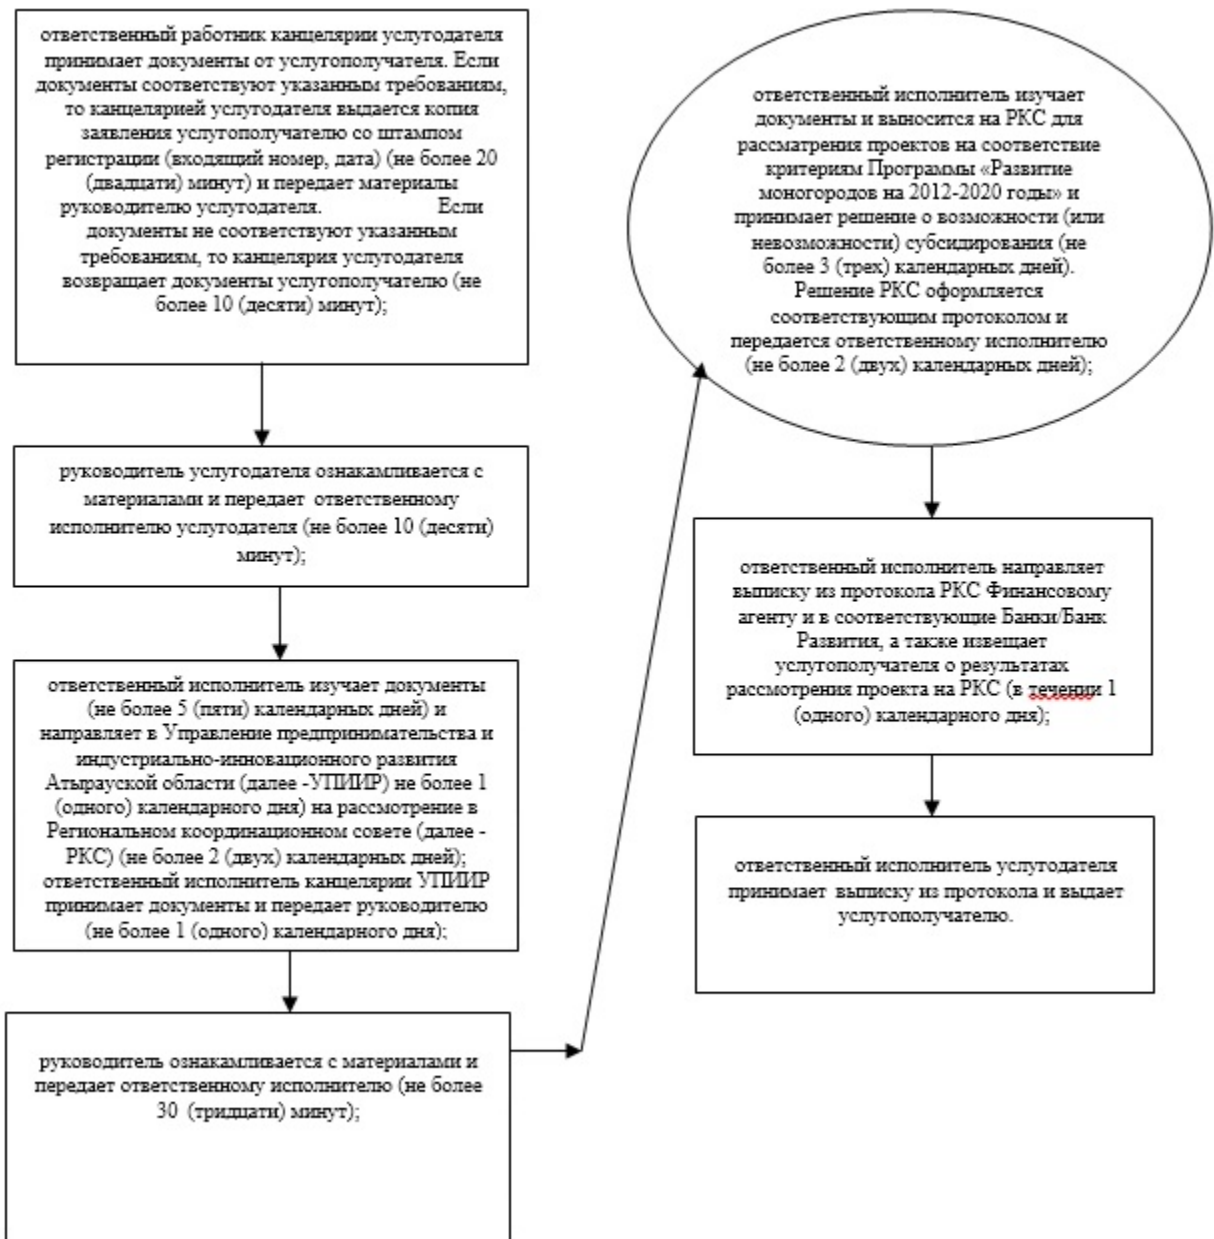 ответственный работник канцелярии услугодателя
принимает документы от услугополучателя. Если
документы соответствуют указанным требованиям,
то канцелярией услугодателя выдается копия
заявления услугополучателю со штампом
регистрации (входящий номер, дата) (не более 20
(двадцати) минут) и передает материалы
руководителю услугодателя. Если
документы не соответствуют указанным
требованиям, то канцелярия услугодателя
возвращает документы услугополучателю (не
более 10 (десяти) минут);
руководитель услугодателя ознакамливается с
материалами и передает ответственному
исполнителю услугодателя (не более 10 (десяти)
минут);
ответственный исполнитель изучает документы
(не более 5 (пяти) календарных дней) и
направляет в Управление предпринимательства и
индустриально-инновационного развития
Атырауской области (далее -УПИИР) не более 1
(одного) календарного дня) на рассмотрение в
Региональном координационном совете (далее -
РКС) (не более 2 (двух) календарных дней);
ответственный исполнитель канцелярии УПИИР
принимает документы и передает руководителю
(не более 1 (одного) календарного дня);
руководитель ознакамливается с материалами и
передает ответственному исполнителю (не более
30 (тридцати) минут);
ответственный исполнитель изучает
документы и выносится на РКС для
рассматрения проектов на соответствие
критериям Программы «Развитие
моногородов на 2012-2020 годы» и
принимает решение о возможности (или
невозможности) субсидирования (не
более 3 (трех) календарных дней).
Решение РКС оформляется
соответствующим протоколом и
передается ответственному исполнителю
(не более 2 (двух) календарных дней);
ответственный исполнитель направляет
выписку из протокола РКС Финансовому
агенту и в соответствующие Банки/Банк
Развития, а также извещает
услугополучателя о результатах
рассмотрения проекта на РКС (в течении 1
(одного) календарного дня);
ответственный исполнитель услугодателя
принимает выписку из протокола и выдает
услугополучателю.